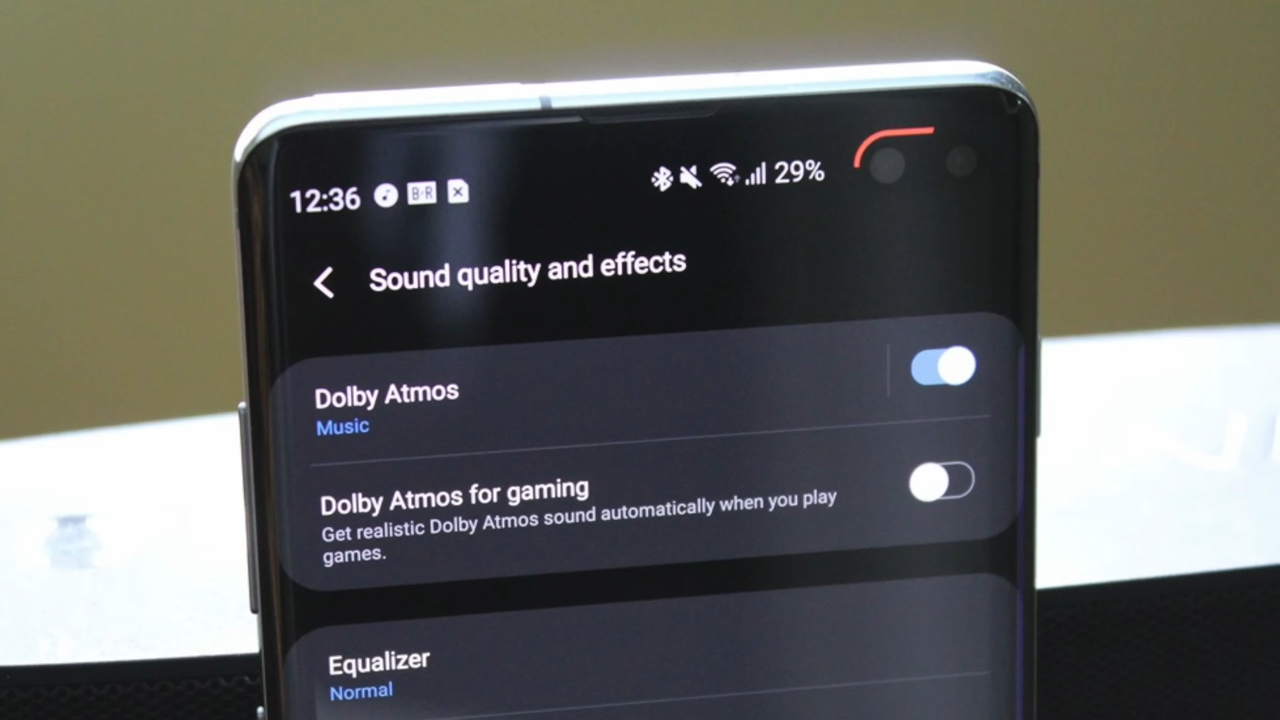 12:36 B·R 29%
Sound quality and effects
Dolby Atmos
Music
Dolby Atmos for gaming
Get realistic Dolby Atmos sound automatically when you play
games.
Equalizer
Normal